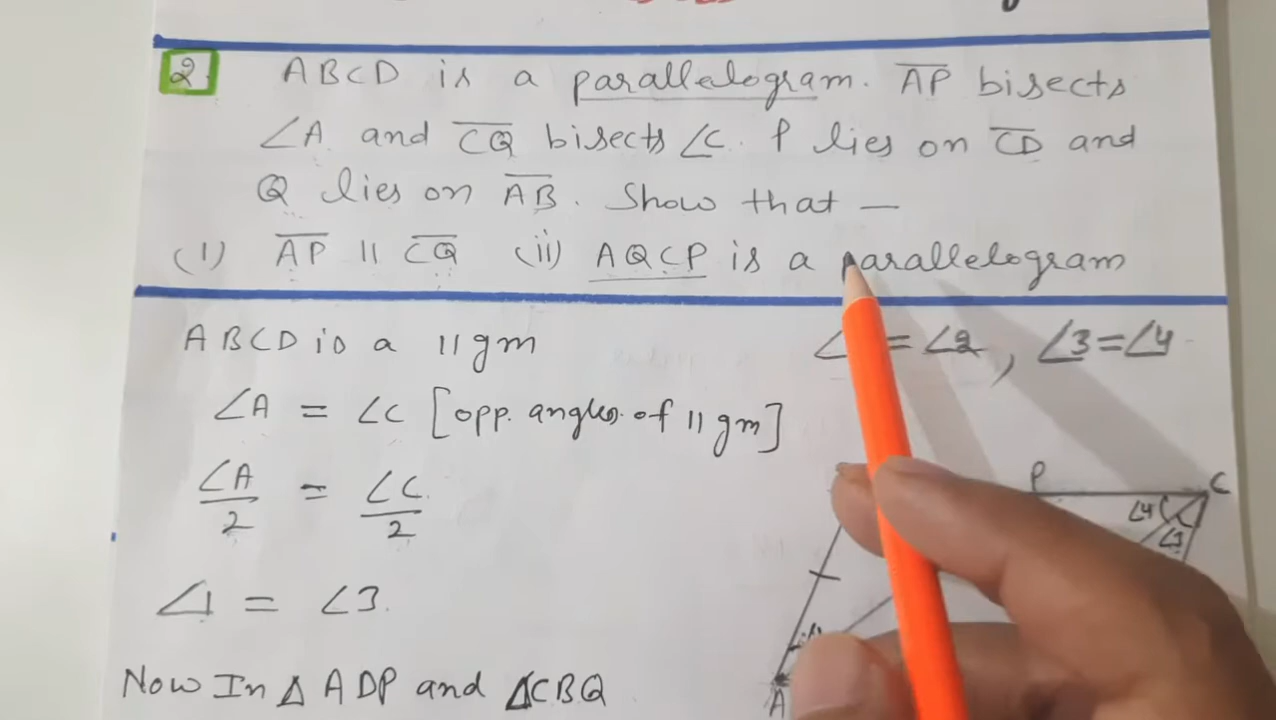 2. ABCD is a parallelogram. AP bisects
∠A and CQ bisects ∠C. P lies on CD and
Q lies on AB. Show that —
(i) AP || CQ (ii) AQCP is a parallelogram
ABCD is a ||gm
∠ = ∠2, ∠3=∠4
∠A = ∠C [opp. angles of ||gm]
∠A/2 = ∠C/2
∠1 = ∠3.
P C
∠4
∠3
A
Now In △ ADP and △CBQ